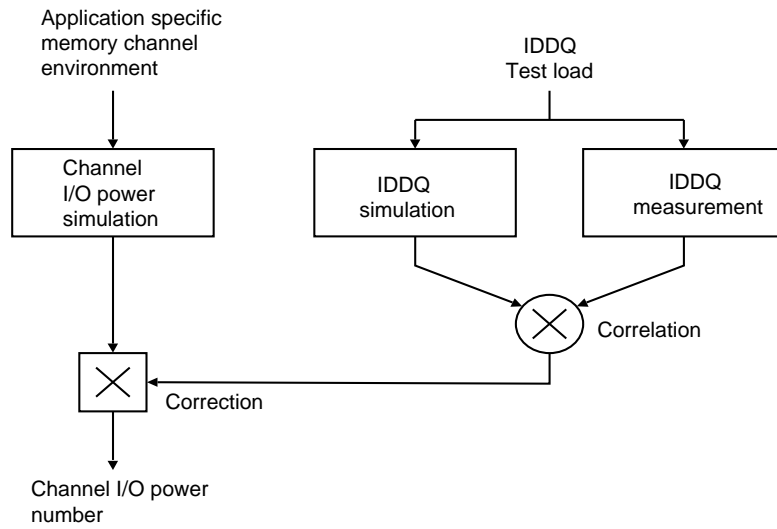 Application specific
memory channel
environment
IDDQ
Test load
Channel
I/O power
simulation
IDDQ
simulation
IDDQ
measurement
Correlation
Correction
Channel I/O power
number